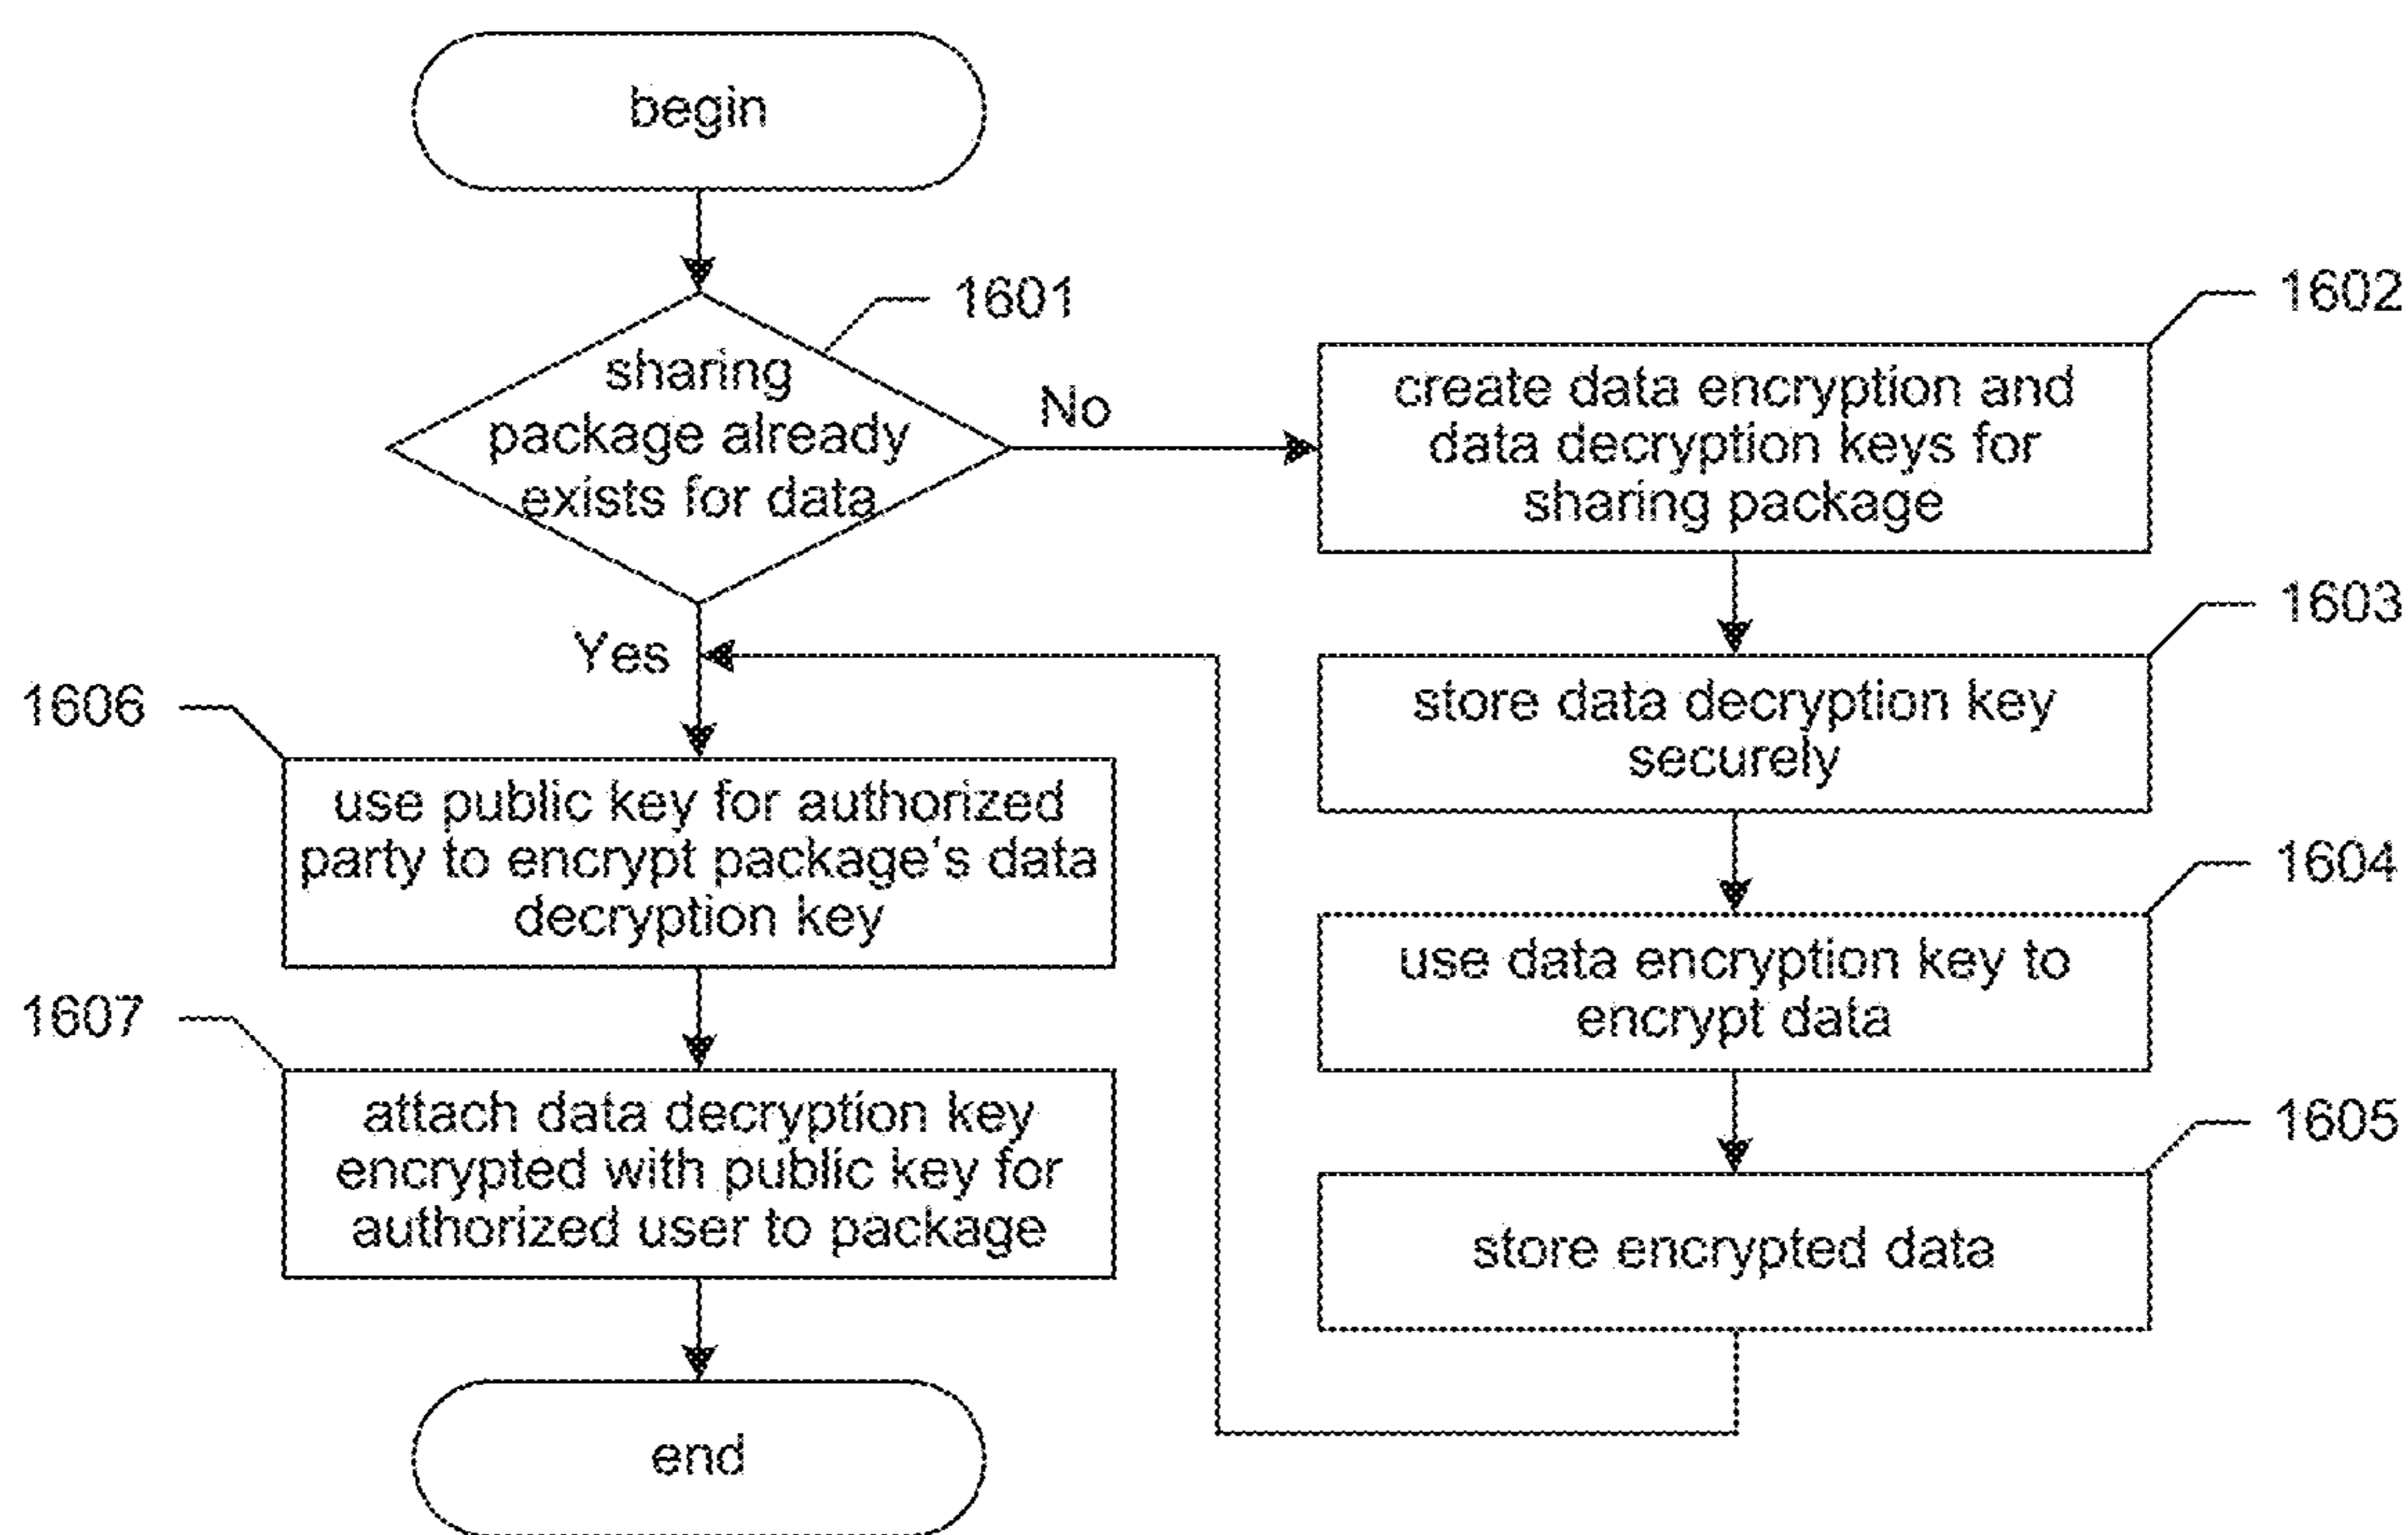 begin
1601
sharing
package already
exists for data
No
Yes
1602
create data encryption and
data decryption keys for
sharing package
1603
store data decryption key
securely
1604
use data encryption key to
encrypt data
1605
store encrypted data
1606
use public key for authorized
party to encrypt package's data
decryption key
1607
attach data decryption key
encrypted with public key for
authorized user to package
end